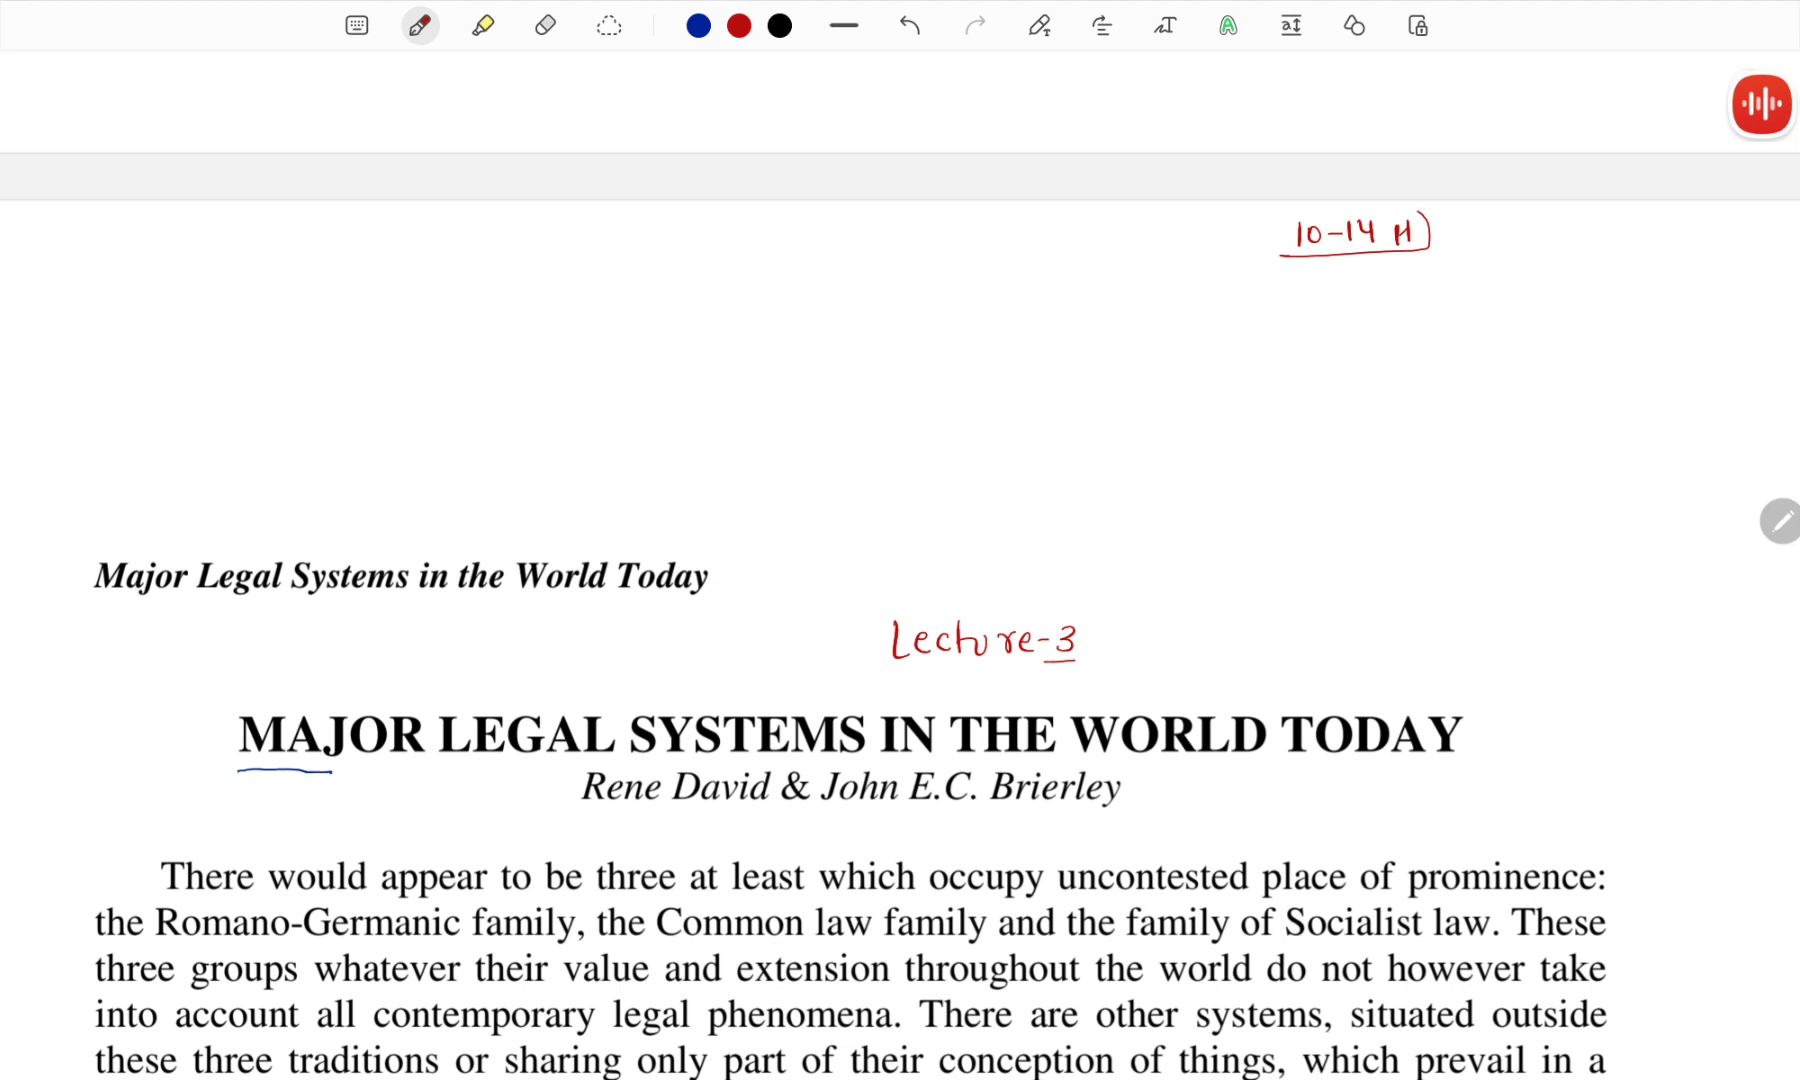 10-14 M
Major Legal Systems in the World Today
Lecture-3
MAJOR LEGAL SYSTEMS IN THE WORLD TODAY
Rene David & John E.C. Brierley
There would appear to be three at least which occupy uncontested place of prominence:
the Romano-Germanic family, the Common law family and the family of Socialist law. These
three groups whatever their value and extension throughout the world do not however take
into account all contemporary legal phenomena. There are other systems, situated outside
these three traditions or sharing only part of their conception of things, which prevail in a